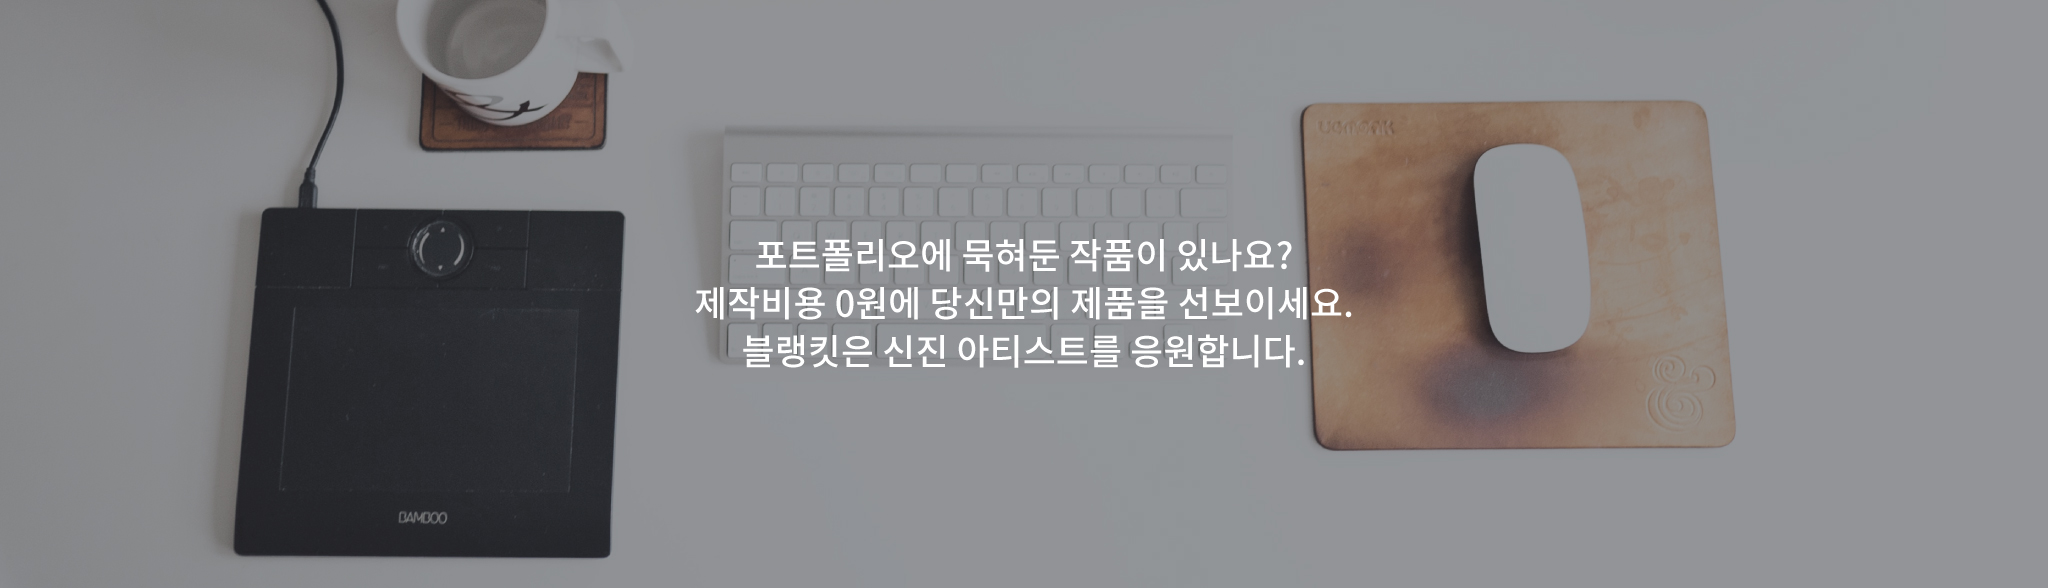 포트폴리오에 묵혀둔 작품이 있나요?
제작비용 0원에 당신만의 제품을 선보이세요.
블랭킷은 신진 아티스트를 응원합니다.
UGMONK
BAMBOO